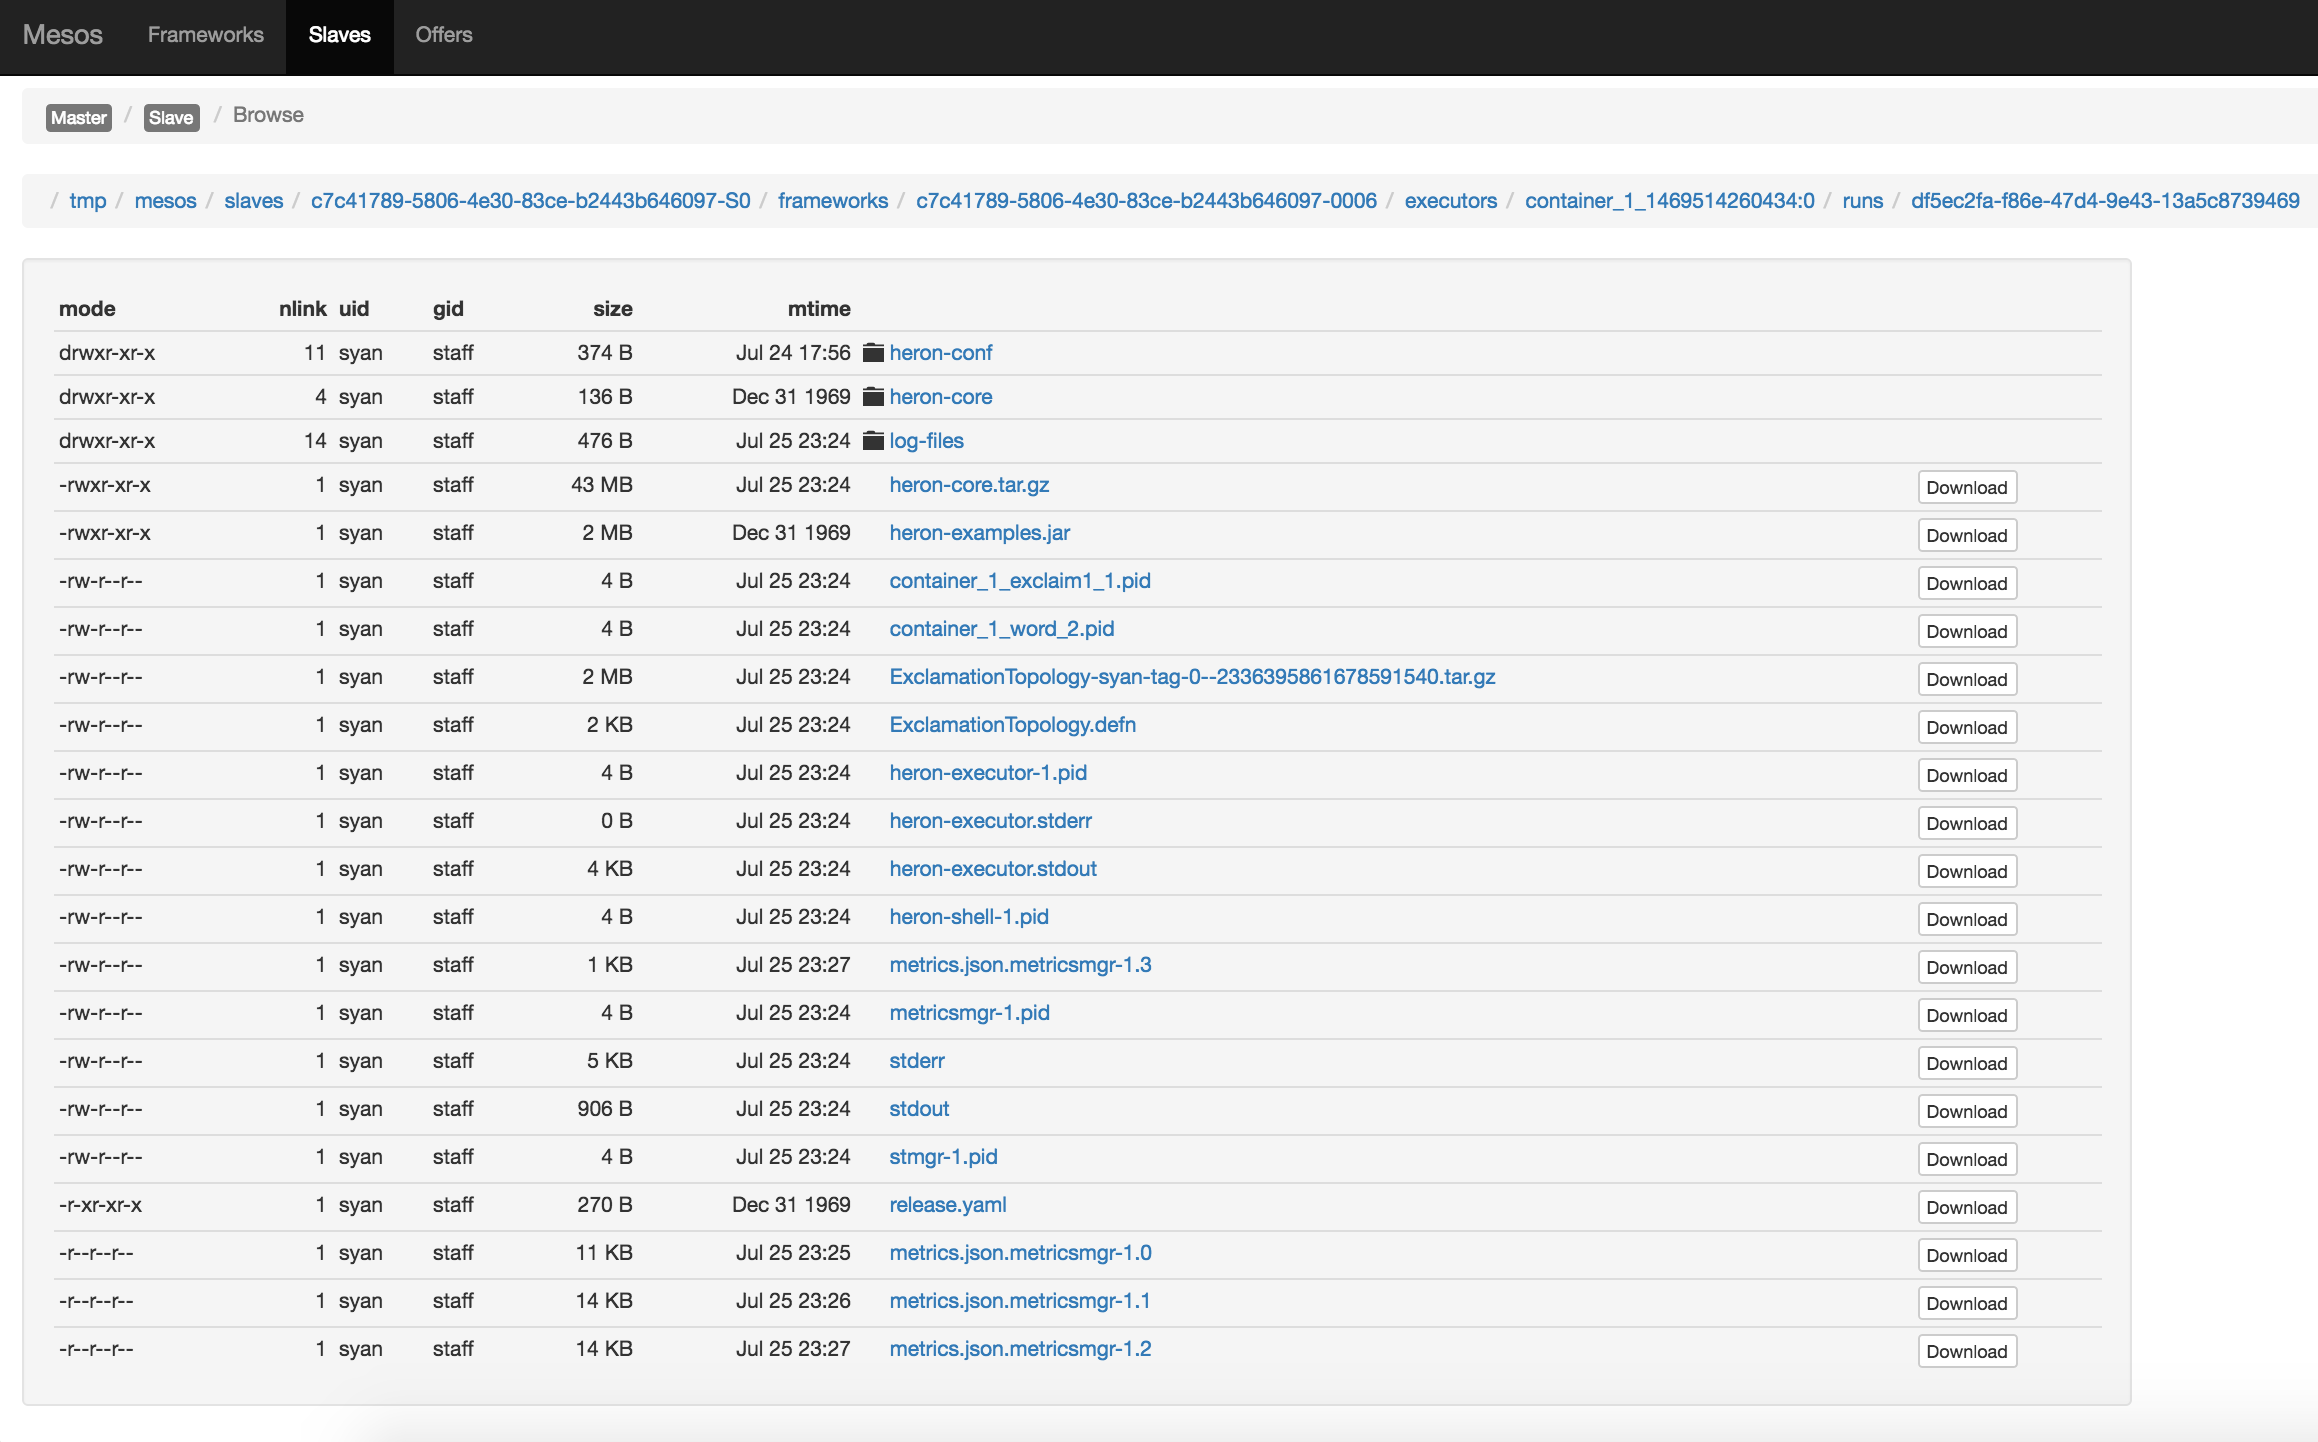 Mesos Frameworks Slaves Offers
Master / Slave / Browse
/ tmp / mesos / slaves / c7c41789-5806-4e30-83ce-b2443b646097-S0 / frameworks / c7c41789-5806-4e30-83ce-b2443b646097-0006 / executors / container_1_1469514260434:0 / runs / df5ec2fa-f86e-47d4-9e43-13a5c8739469
mode nlink uid gid size mtime
drwxr-xr-x 11 syan staff 374 B Jul 24 17:56 heron-conf
drwxr-xr-x 4 syan staff 136 B Dec 31 1969 heron-core
drwxr-xr-x 14 syan staff 476 B Jul 25 23:24 log-files
-rwxr-xr-x 1 syan staff 43 MB Jul 25 23:24 heron-core.tar.gz Download
-rwxr-xr-x 1 syan staff 2 MB Dec 31 1969 heron-examples.jar Download
-rw-r--r-- 1 syan staff 4 B Jul 25 23:24 container_1_exclaim1_1.pid Download
-rw-r--r-- 1 syan staff 4 B Jul 25 23:24 container_1_word_2.pid Download
-rw-r--r-- 1 syan staff 2 MB Jul 25 23:24 ExclamationTopology-syan-tag-0--2336395861678591540.tar.gz Download
-rw-r--r-- 1 syan staff 2 KB Jul 25 23:24 ExclamationTopology.defn Download
-rw-r--r-- 1 syan staff 4 B Jul 25 23:24 heron-executor-1.pid Download
-rw-r--r-- 1 syan staff 0 B Jul 25 23:24 heron-executor.stderr Download
-rw-r--r-- 1 syan staff 4 KB Jul 25 23:24 heron-executor.stdout Download
-rw-r--r-- 1 syan staff 4 B Jul 25 23:24 heron-shell-1.pid Download
-rw-r--r-- 1 syan staff 1 KB Jul 25 23:27 metrics.json.metricsmgr-1.3 Download
-rw-r--r-- 1 syan staff 4 B Jul 25 23:24 metricsmgr-1.pid Download
-rw-r--r-- 1 syan staff 5 KB Jul 25 23:24 stderr Download
-rw-r--r-- 1 syan staff 906 B Jul 25 23:24 stdout Download
-rw-r--r-- 1 syan staff 4 B Jul 25 23:24 stmgr-1.pid Download
-r-xr-xr-x 1 syan staff 270 B Dec 31 1969 release.yaml Download
-r--r--r-- 1 syan staff 11 KB Jul 25 23:25 metrics.json.metricsmgr-1.0 Download
-r--r--r-- 1 syan staff 14 KB Jul 25 23:26 metrics.json.metricsmgr-1.1 Download
-r--r--r-- 1 syan staff 14 KB Jul 25 23:27 metrics.json.metricsmgr-1.2 Download